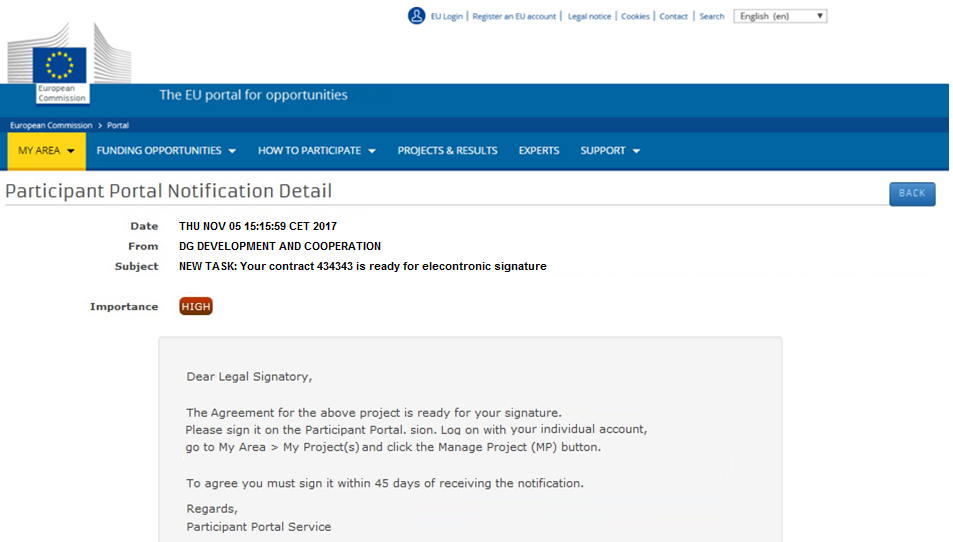 EU Login | Register an EU account | Legal notice | Cookies | Contact | Search English (en)
European
Commission
The EU portal for opportunities
European Commission > Portal
MY AREA FUNDING OPPORTUNITIES HOW TO PARTICIPATE PROJECTS & RESULTS EXPERTS SUPPORT
Participant Portal Notification Detail
BACK
Date THU NOV 05 15:15:59 CET 2017
From DG DEVELOPMENT AND COOPERATION
Subject NEW TASK: Your contract 434343 is ready for elecontronic signature
Importance HIGH
Dear Legal Signatory,
The Agreement for the above project is ready for your signature.
Please sign it on the Participant Portal. sion. Log on with your individual account,
go to My Area > My Project(s) and click the Manage Project (MP) button.
To agree you must sign it within 45 days of receiving the notification.
Regards,
Participant Portal Service